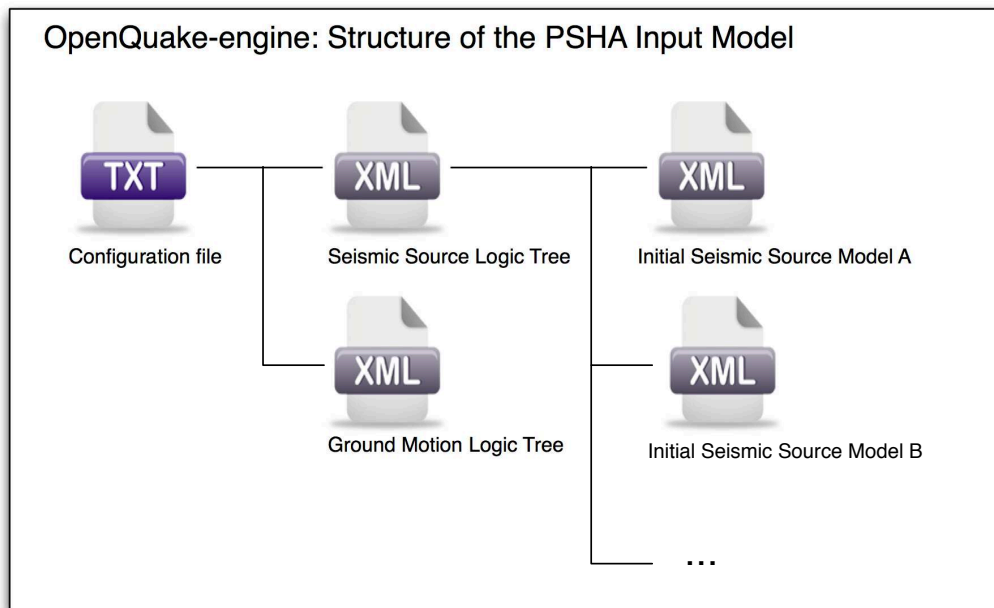 OpenQuake-engine: Structure of the PSHA Input Model
TXT
XML
XML
Configuration file
Seismic Source Logic Tree
Initial Seismic Source Model A
XML
XML
Ground Motion Logic Tree
Initial Seismic Source Model B
...